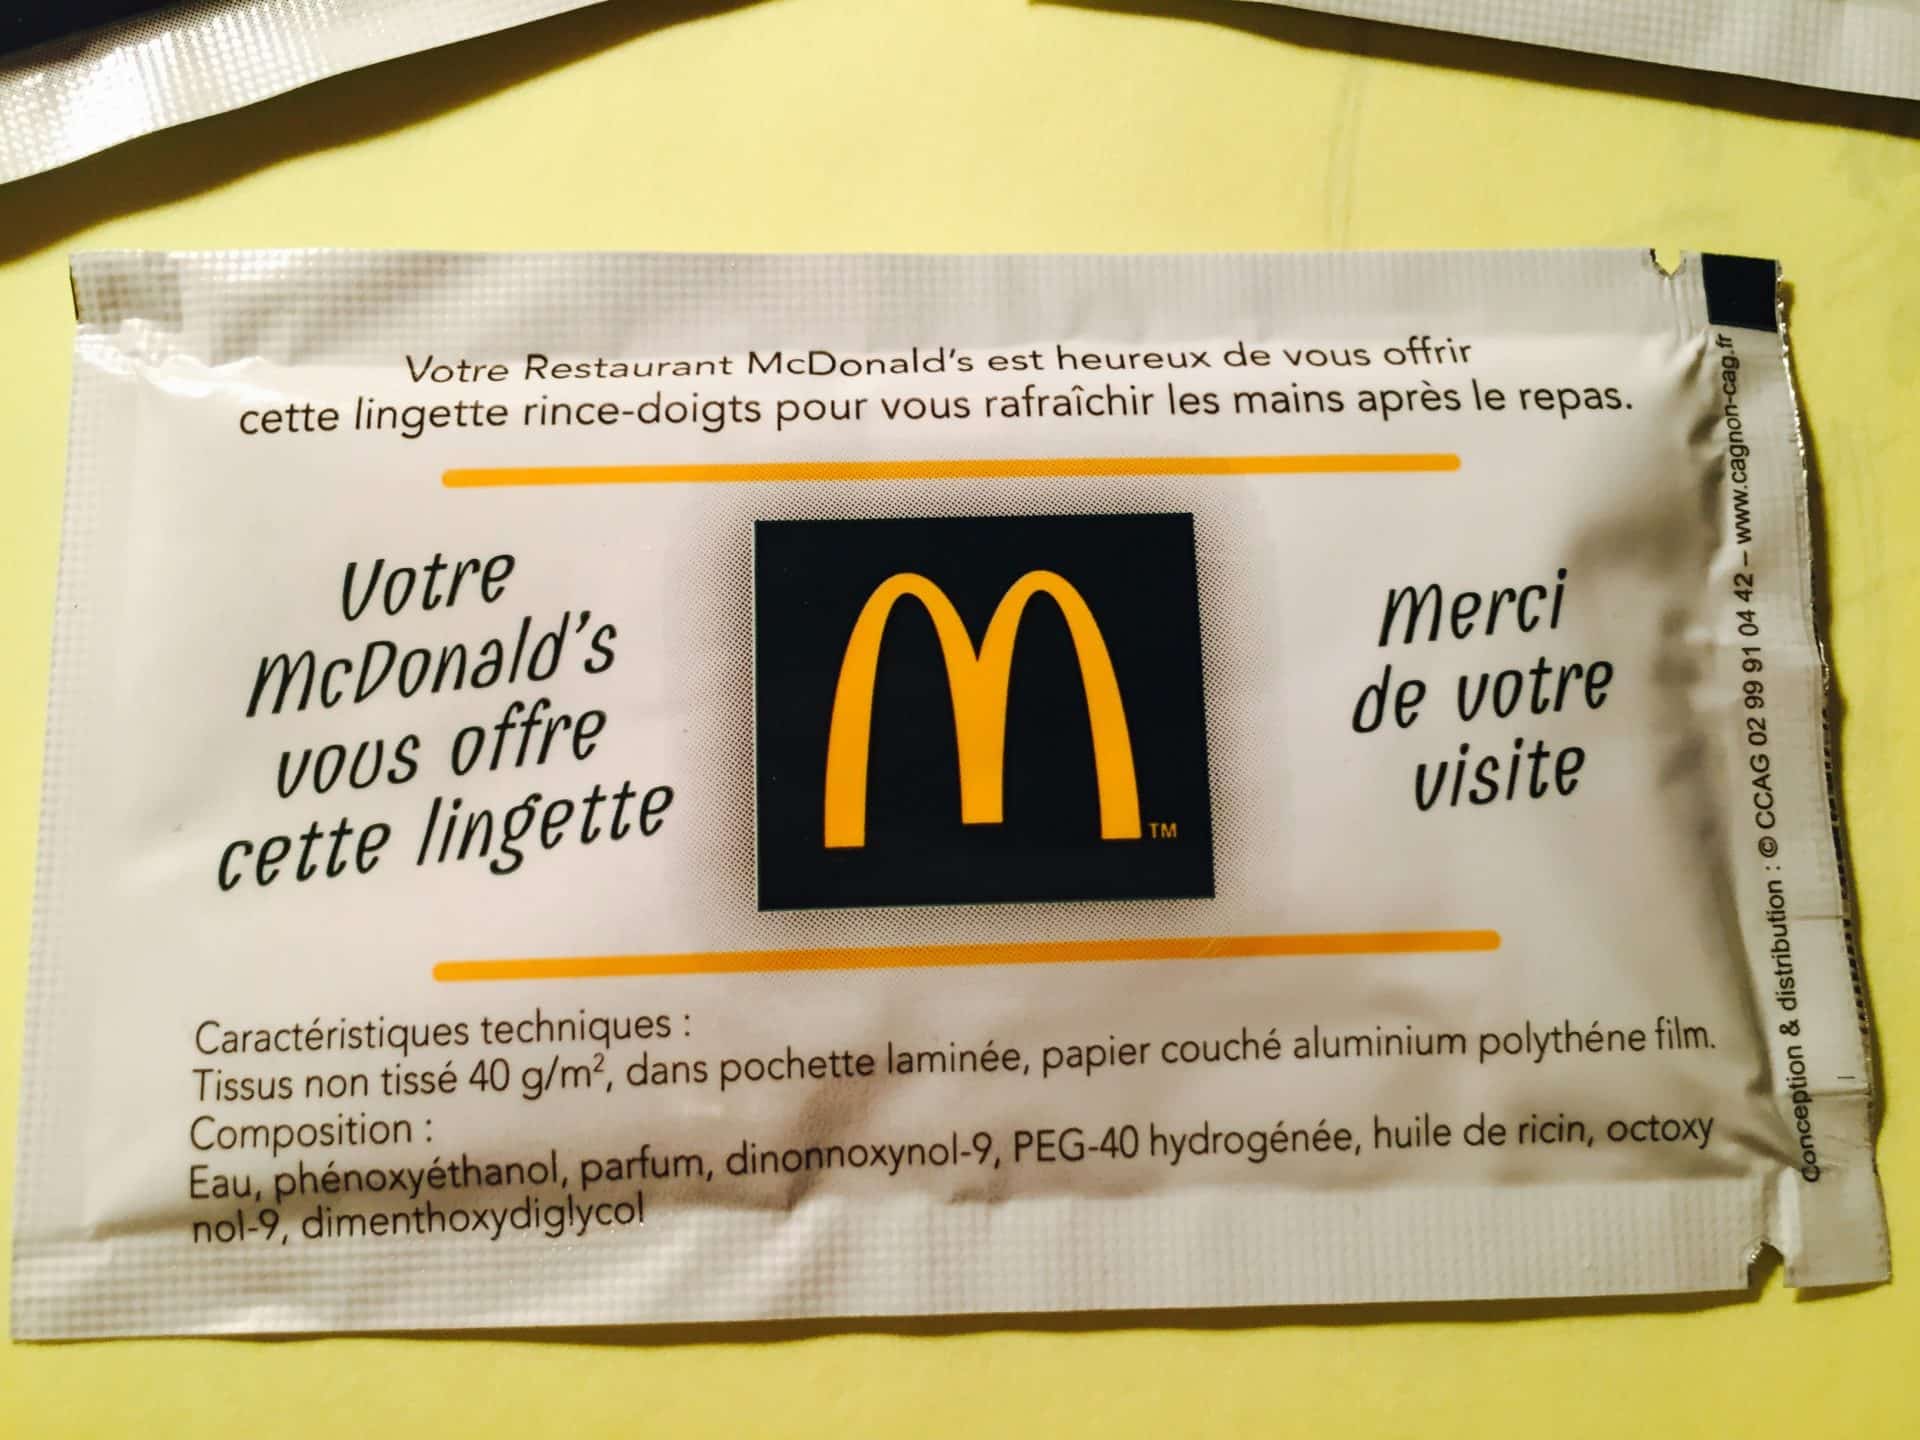 Votre Restaurant McDonald's est heureux de vous offrir
cette lingette rince-doigts pour vous rafraîchir les mains après le repas.
Votre
McDonald's
vous offre
cette lingette
M
TM
Merci
de votre
visite
Caractéristiques techniques :
Tissus non tissé 40 g/m², dans pochette laminée, papier couché aluminium polythéne film.
Composition :
Eau, phénoxyéthanol, parfum, dinonnoxynol-9, PEG-40 hydrogénée, huile de ricin, octoxy
nol-9, dimenthoxydiglycol
Conception & distribution : © CCAG 02 99 91 04 42 – www.cagnon-cag.fr